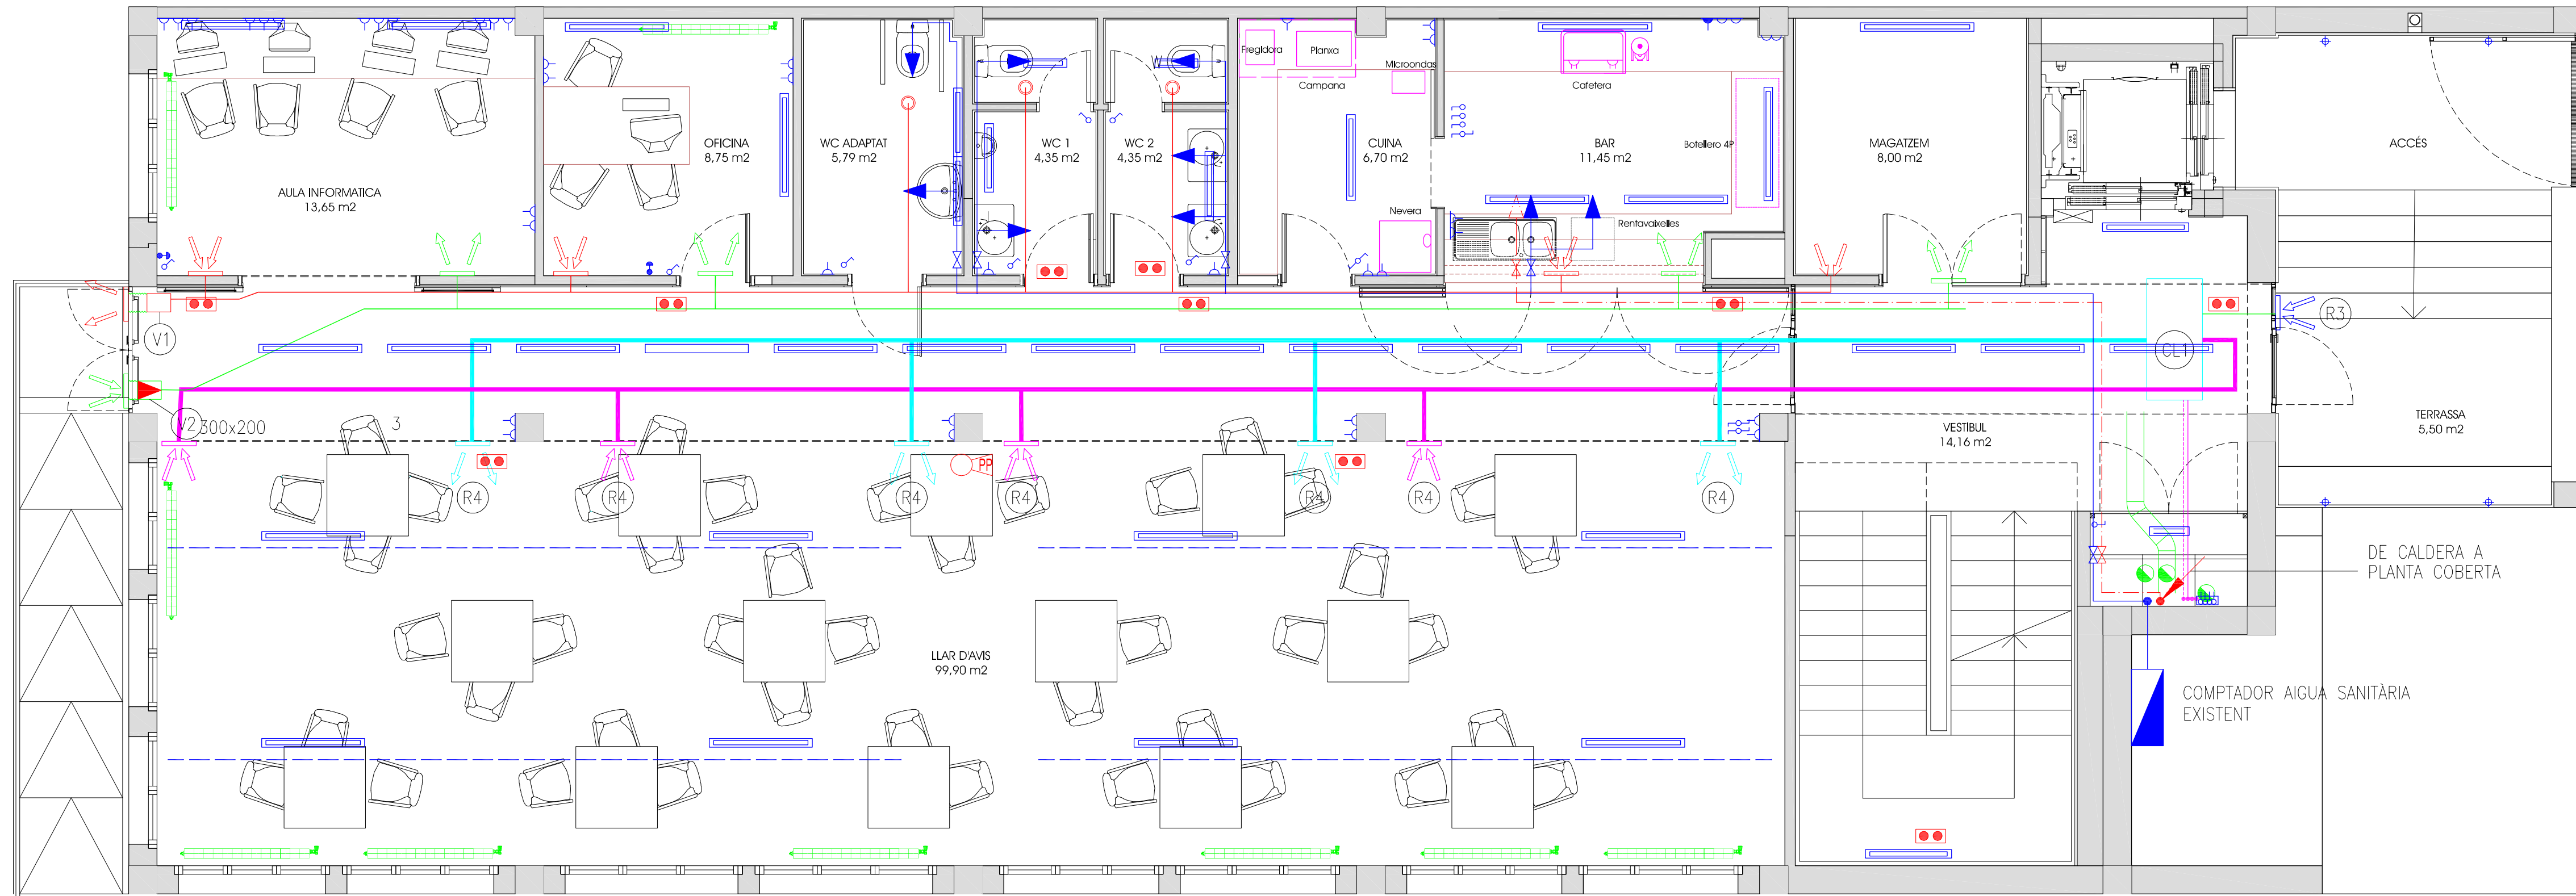 Fregidora
Planxa
Microondas
Campana
Cafetera
OFICINA
8,75 m2
WC ADAPTAT
5,79 m2
WC 1
4,35 m2
WC 2
4,35 m2
CUINA
6,70 m2
BAR
11,45 m2
Botellero 4P
MAGATZEM
8,00 m2
ACCÉS
AULA INFORMATICA
13,65 m2
Nevera
Rentavaixelles
R3
V1
CL1
V2
300x200
3
TERRASSA
5,50 m2
VESTÍBUL
14,16 m2
PP
R4
R4
R4
R4
R4
R4
R4
DE CALDERA A
PLANTA COBERTA
LLAR D'AVIS
99,90 m2
COMPTADOR AIGUA SANITÀRIA
EXISTENT